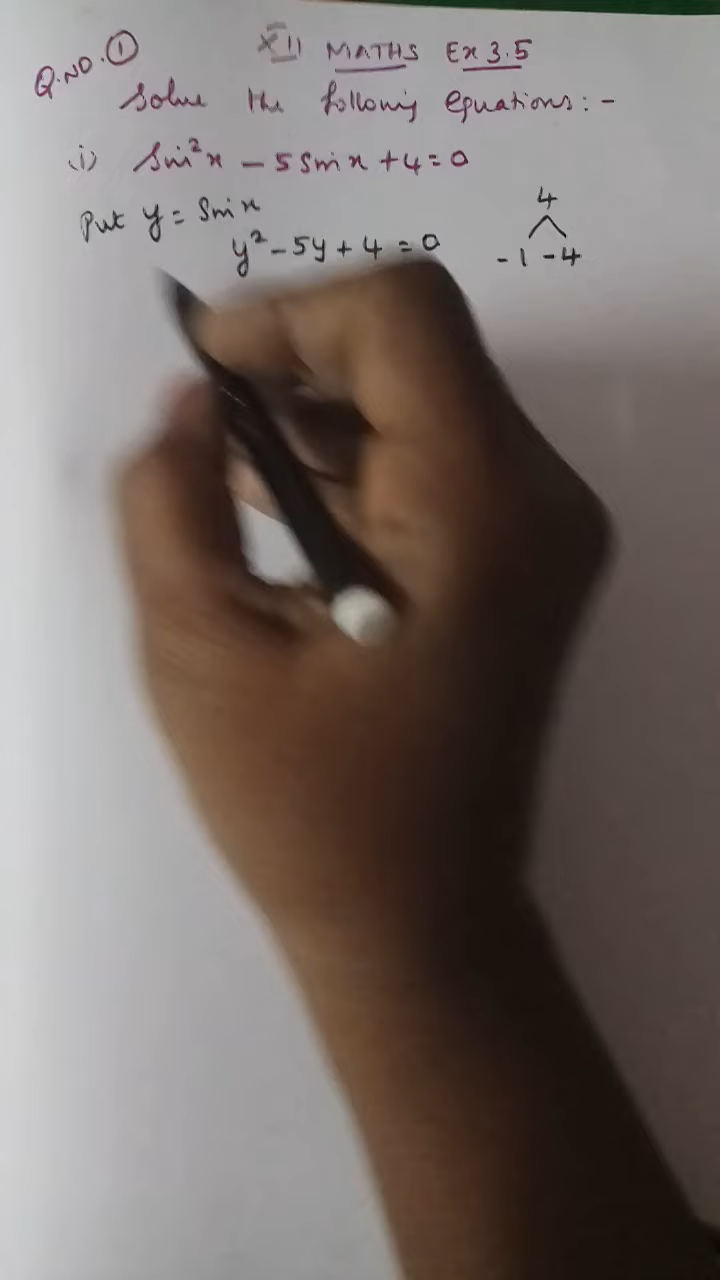 Q.NO.① XII MATHS Ex 3.5
Solve the following equations:-
(i) Sin²x - 5 Sin x + 4 = 0
Put y = Sin x
y² - 5y + 4 = 0
4
-1 -4